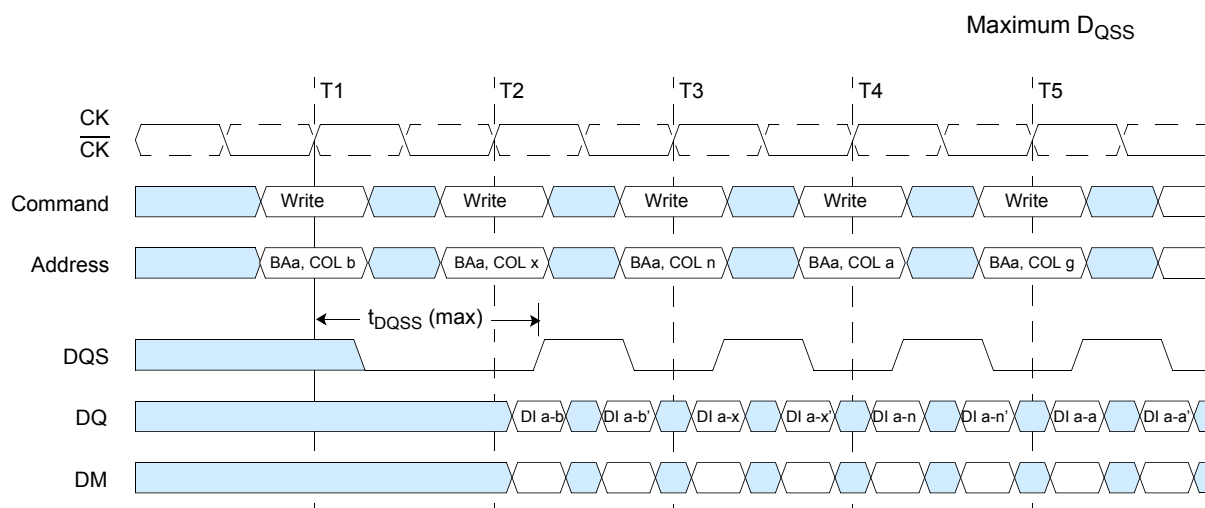 Maximum DQSS
T1 T2 T3 T4 T5
CK
CK
Command Write Write Write Write Write
Address BAa, COL b BAa, COL x BAa, COL n BAa, COL a BAa, COL g
tDQSS (max)
DQS
DQ DI a-b DI a-b’ DI a-x DI a-x’ DI a-n DI a-n’ DI a-a DI a-a’
DM